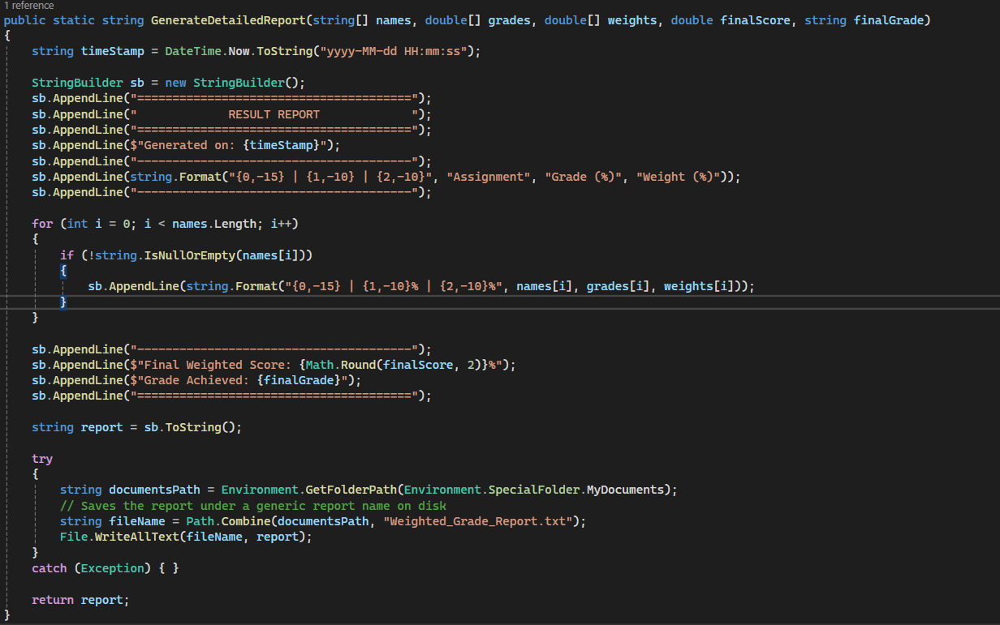 1 reference
public static string GenerateDetailedReport(string[] names, double[] grades, double[] weights, double finalScore, string finalGrade)
{
    string timeStamp = DateTime.Now.ToString("yyyy-MM-dd HH:mm:ss");

    StringBuilder sb = new StringBuilder();
    sb.AppendLine("=======================================");
    sb.AppendLine("             RESULT REPORT             ");
    sb.AppendLine("=======================================");
    sb.AppendLine($"Generated on: {timeStamp}");
    sb.AppendLine("---------------------------------------");
    sb.AppendLine(string.Format("{0,-15} | {1,-10} | {2,-10}", "Assignment", "Grade (%)", "Weight (%)"));
    sb.AppendLine("---------------------------------------");

    for (int i = 0; i < names.Length; i++)
    {
        if (!string.IsNullOrEmpty(names[i]))
        {
            sb.AppendLine(string.Format("{0,-15} | {1,-10}% | {2,-10}%", names[i], grades[i], weights[i]));
        }
    }

    sb.AppendLine("---------------------------------------");
    sb.AppendLine($"Final Weighted Score: {Math.Round(finalScore, 2)}%");
    sb.AppendLine($"Grade Achieved: {finalGrade}");
    sb.AppendLine("=======================================");

    string report = sb.ToString();

    try
    {
        string documentsPath = Environment.GetFolderPath(Environment.SpecialFolder.MyDocuments);
        // Saves the report under a generic report name on disk
        string fileName = Path.Combine(documentsPath, "Weighted_Grade_Report.txt");
        File.WriteAllText(fileName, report);
    }
    catch (Exception) { }

    return report;
}